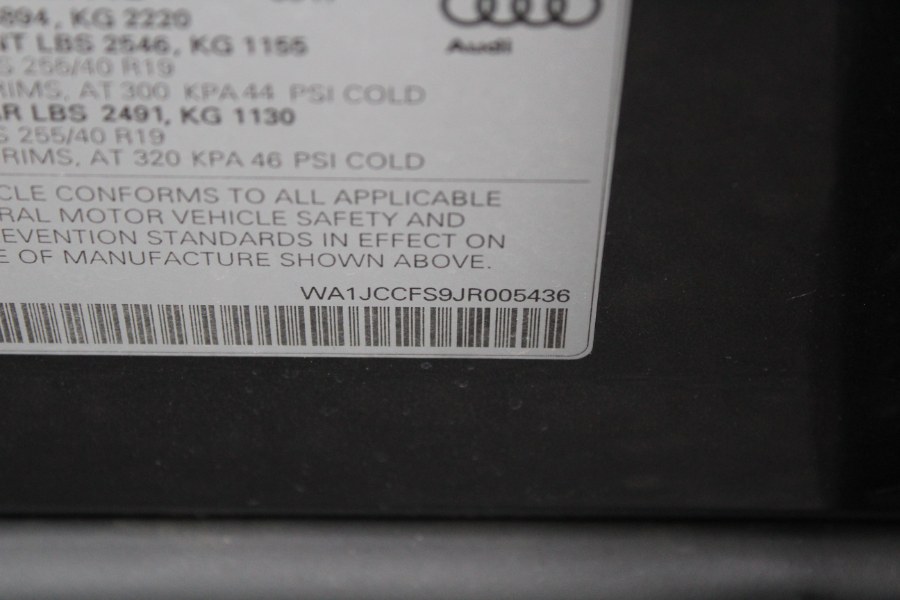 894, KG 2220
Audi
NT LBS 2546, KG 1155
S 255/40 R19
RIMS, AT 300 KPA 44 PSI COLD
AR LBS 2491, KG 1130
S 255/40 R19
RIMS, AT 320 KPA 46 PSI COLD
CLE CONFORMS TO ALL APPLICABLE
RAL MOTOR VEHICLE SAFETY AND
EVENTION STANDARDS IN EFFECT ON
E OF MANUFACTURE SHOWN ABOVE.
WA1JCCFS9JR005436